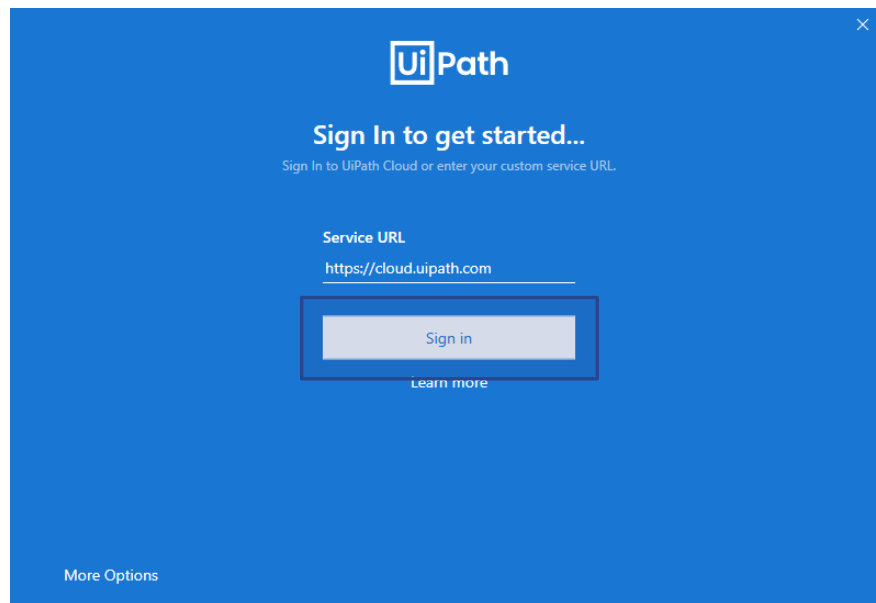 UiPath
Sign In to get started...
Sign In to UiPath Cloud or enter your custom service URL.
Service URL
https://cloud.uipath.com
Sign in
Learn more
More Options